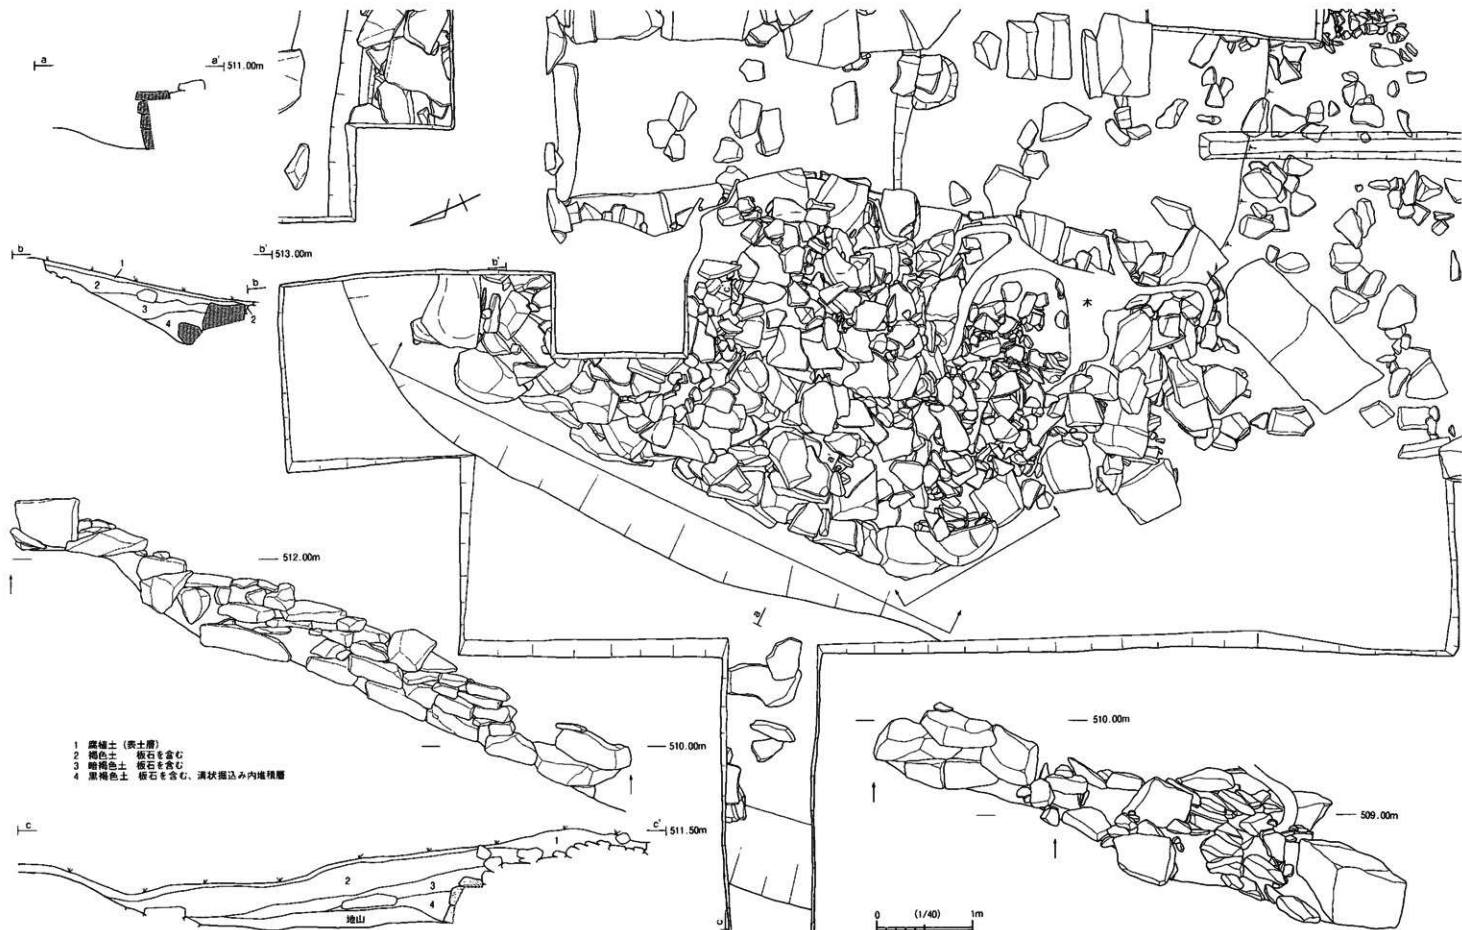 a
a'
511.00m
b
b'
513.00m
1
2
3
4
b
2
b'
木
a'
a
512.00m
510.00m
1 腐植土 (表土層)
2 褐色土 板石を含む
3 暗褐色土 板石を含む
4 黒褐色土 板石を含む、溝状掘込み内堆積層
510.00m
509.00m
c
c'
511.50m
1
2
3
4
地山
c
0 (1/40) 1m